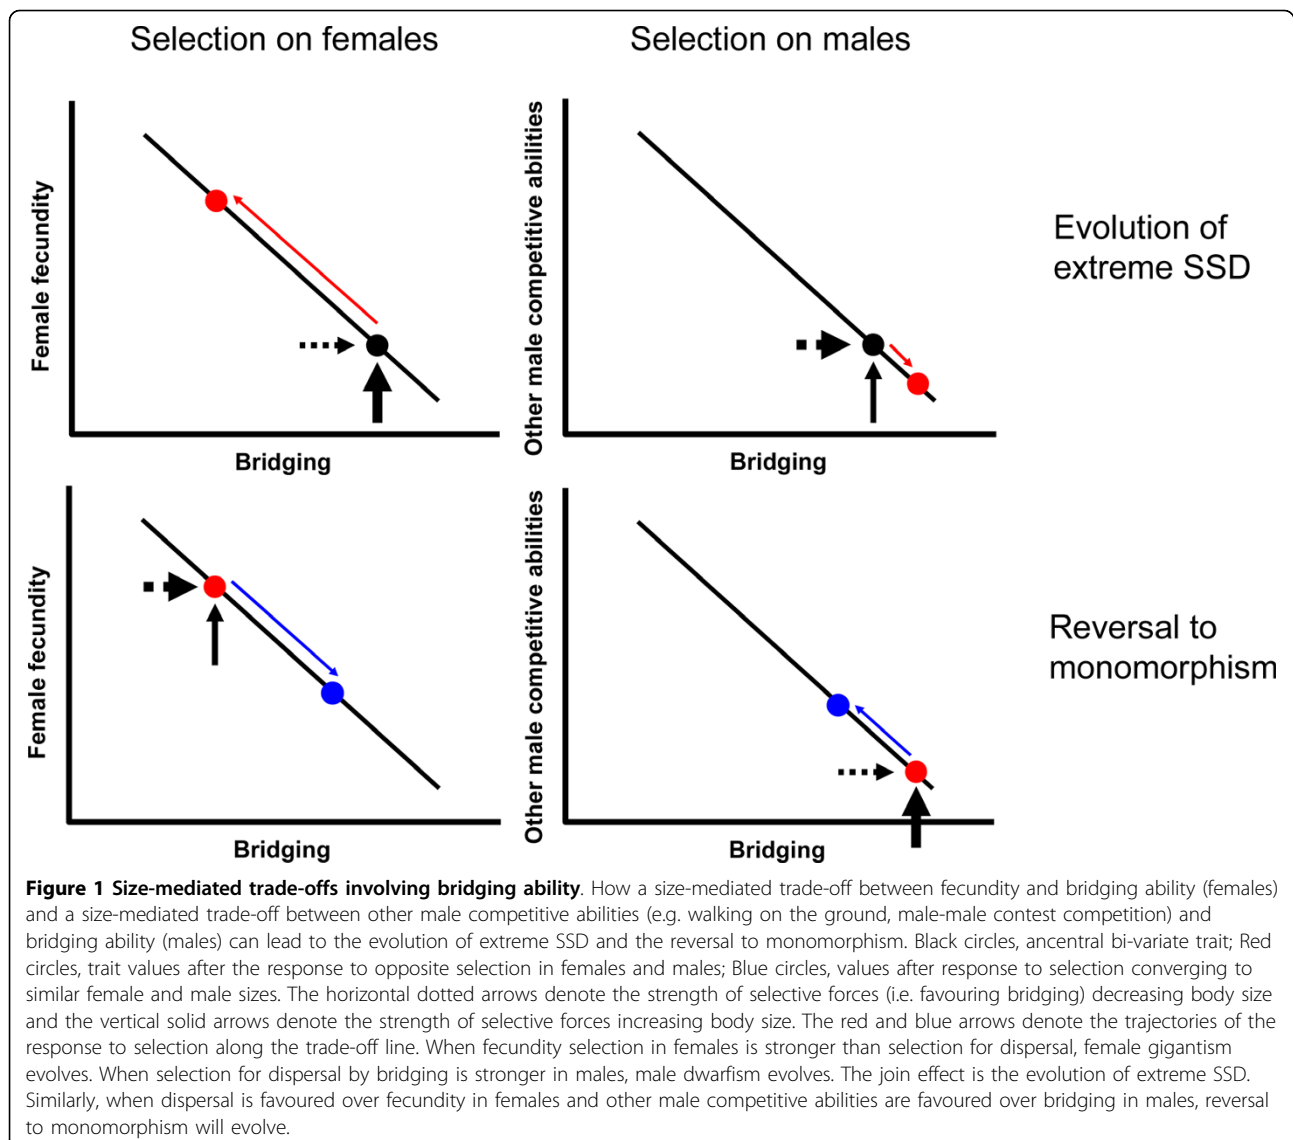 Selection on females
Selection on males
Female fecundity
Bridging
Other male competitive abilities
Bridging
Evolution of
extreme SSD
Female fecundity
Bridging
Other male competitive abilities
Bridging
Reversal to
monomorphism
Figure 1 Size-mediated trade-offs involving bridging ability. How a size-mediated trade-off between fecundity and bridging ability (females)
and a size-mediated trade-off between other male competitive abilities (e.g. walking on the ground, male-male contest competition) and
bridging ability (males) can lead to the evolution of extreme SSD and the reversal to monomorphism. Black circles, ancentral bi-variate trait; Red
circles, trait values after the response to opposite selection in females and males; Blue circles, values after response to selection converging to
similar female and male sizes. The horizontal dotted arrows denote the strength of selective forces (i.e. favouring bridging) decreasing body size
and the vertical solid arrows denote the strength of selective forces increasing body size. The red and blue arrows denote the trajectories of the
response to selection along the trade-off line. When fecundity selection in females is stronger than selection for dispersal, female gigantism
evolves. When selection for dispersal by bridging is stronger in males, male dwarfism evolves. The join effect is the evolution of extreme SSD.
Similarly, when dispersal is favoured over fecundity in females and other male competitive abilities are favoured over bridging in males, reversal
to monomorphism will evolve.